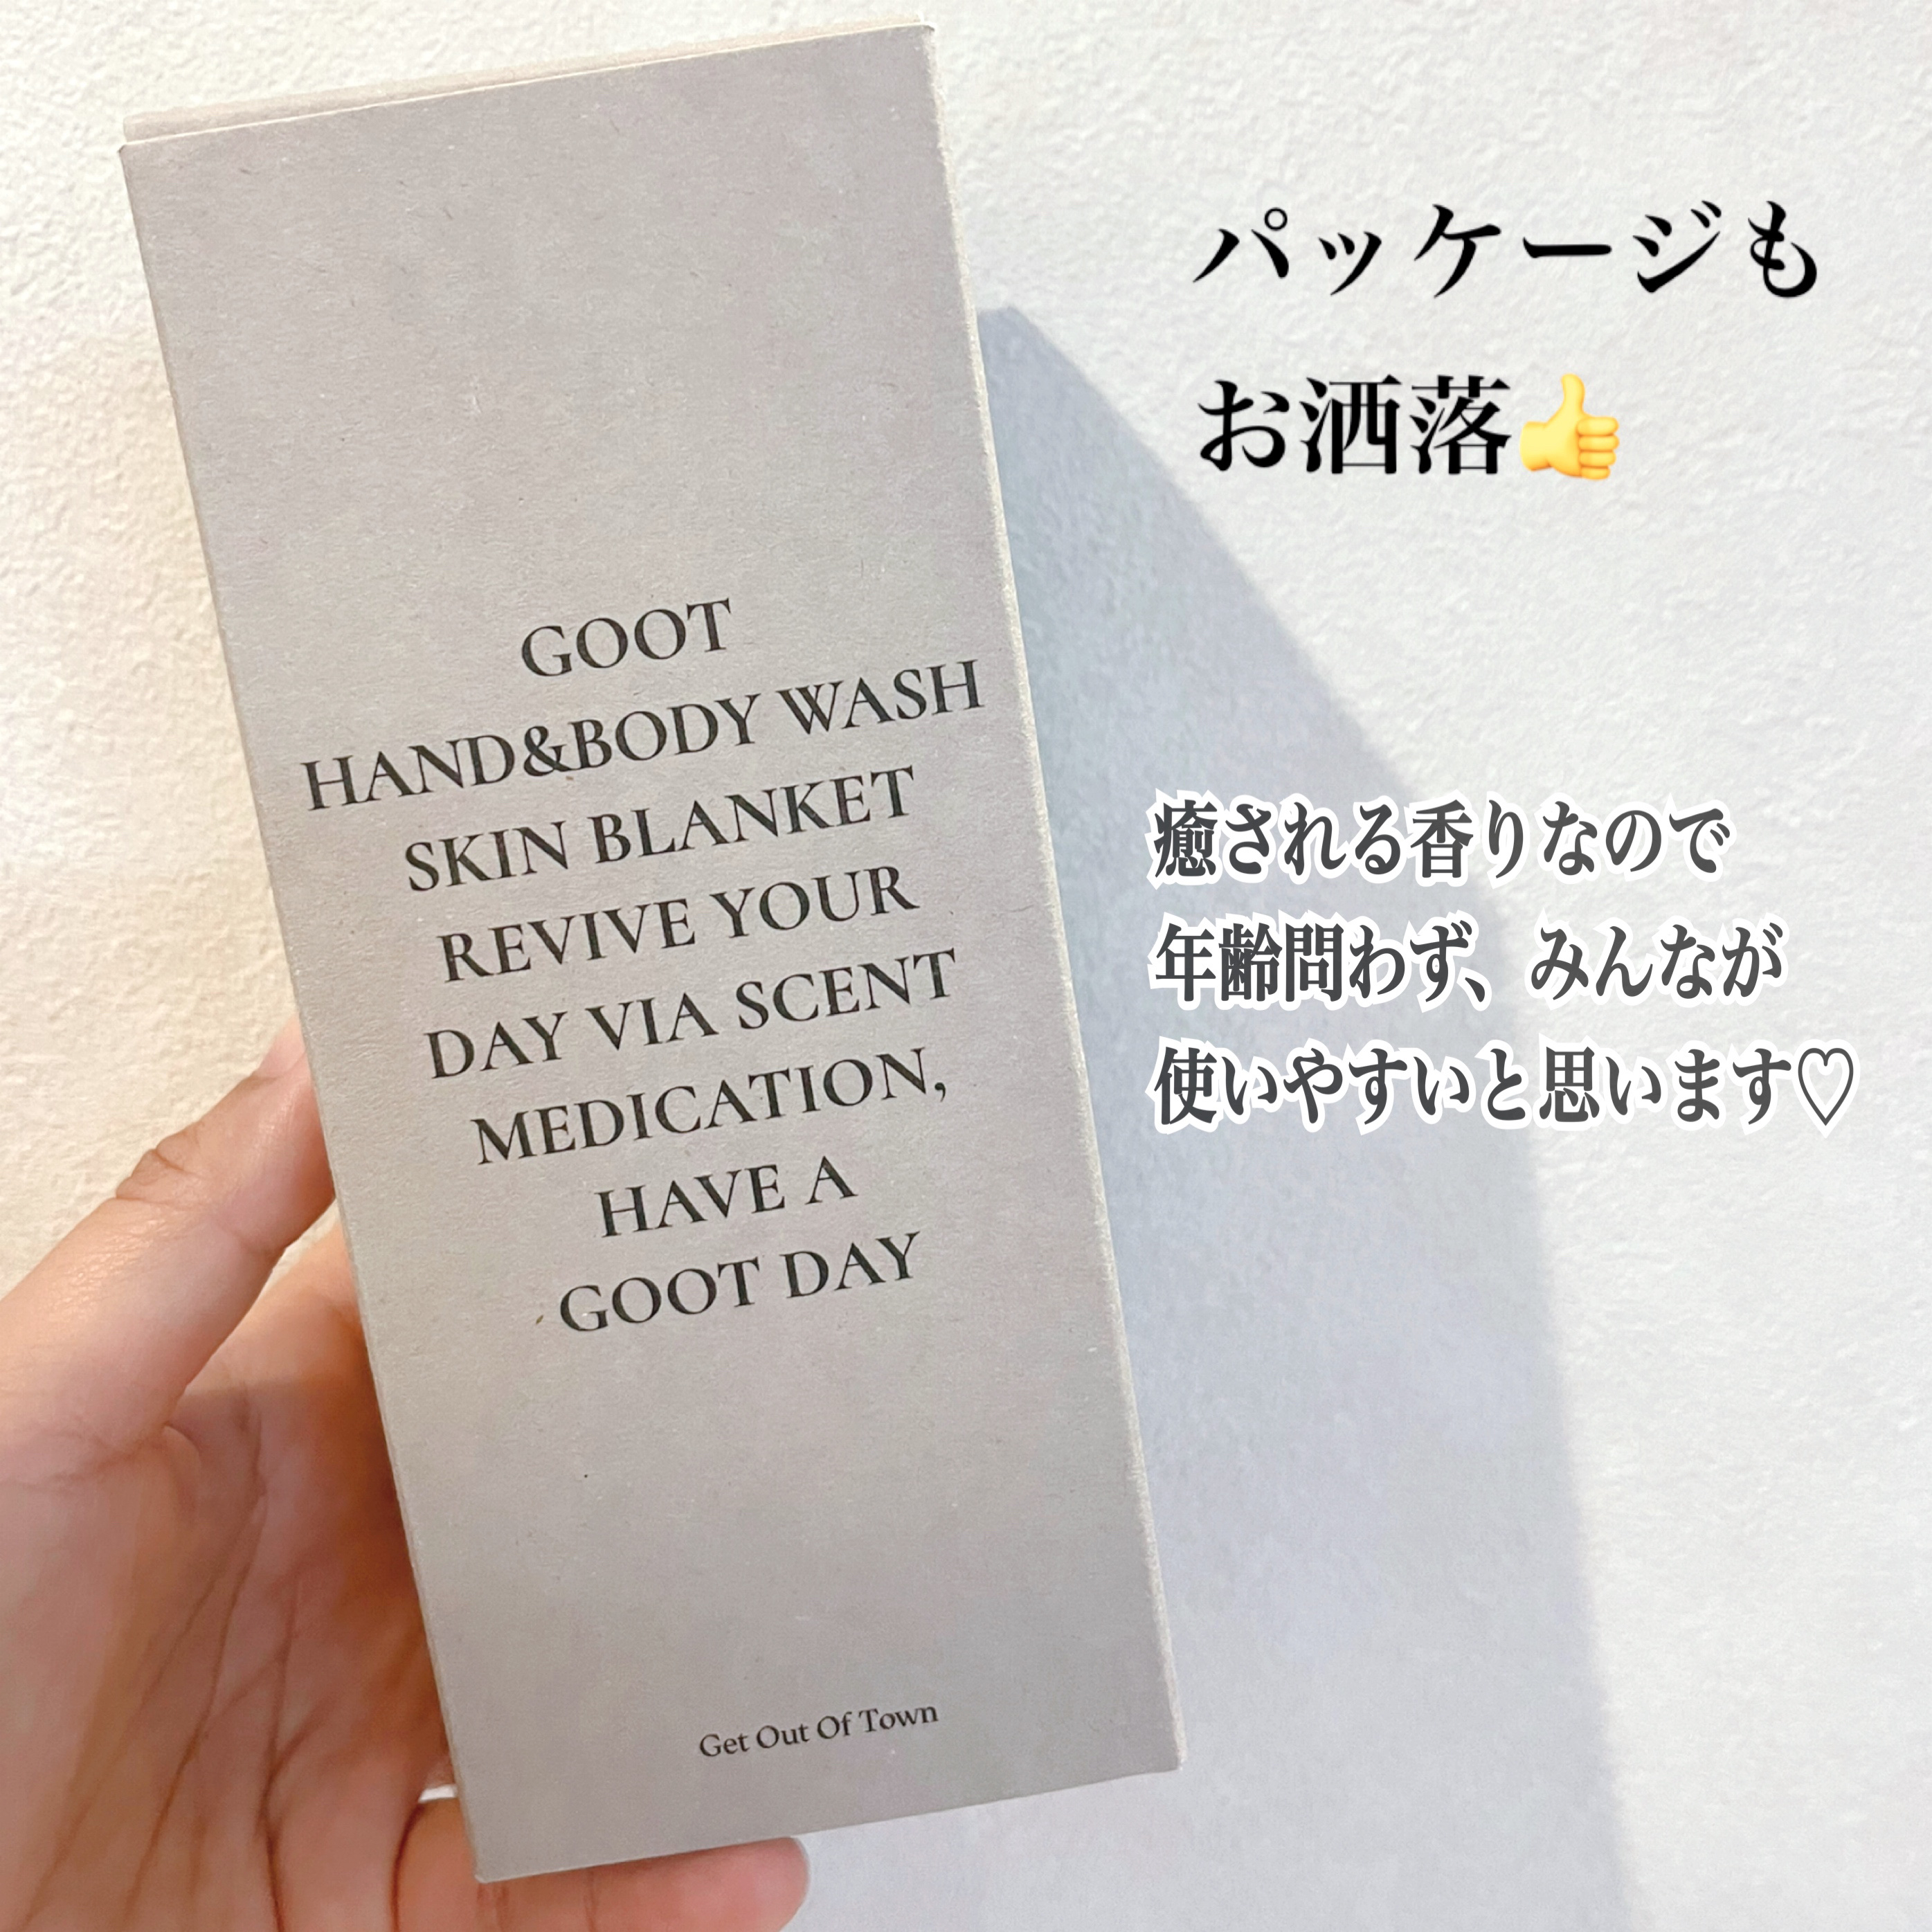 GOOT
HAND&BODY WASH
SKIN BLANKET
REVIVE YOUR
DAY VIA SCENT
MEDICATION,
HAVE A
GOOT DAY
Get Out Of Town
パッケージも
お洒落👍
癒される香りなので
年齢問わず、みんなが
使いやすいと思います♡